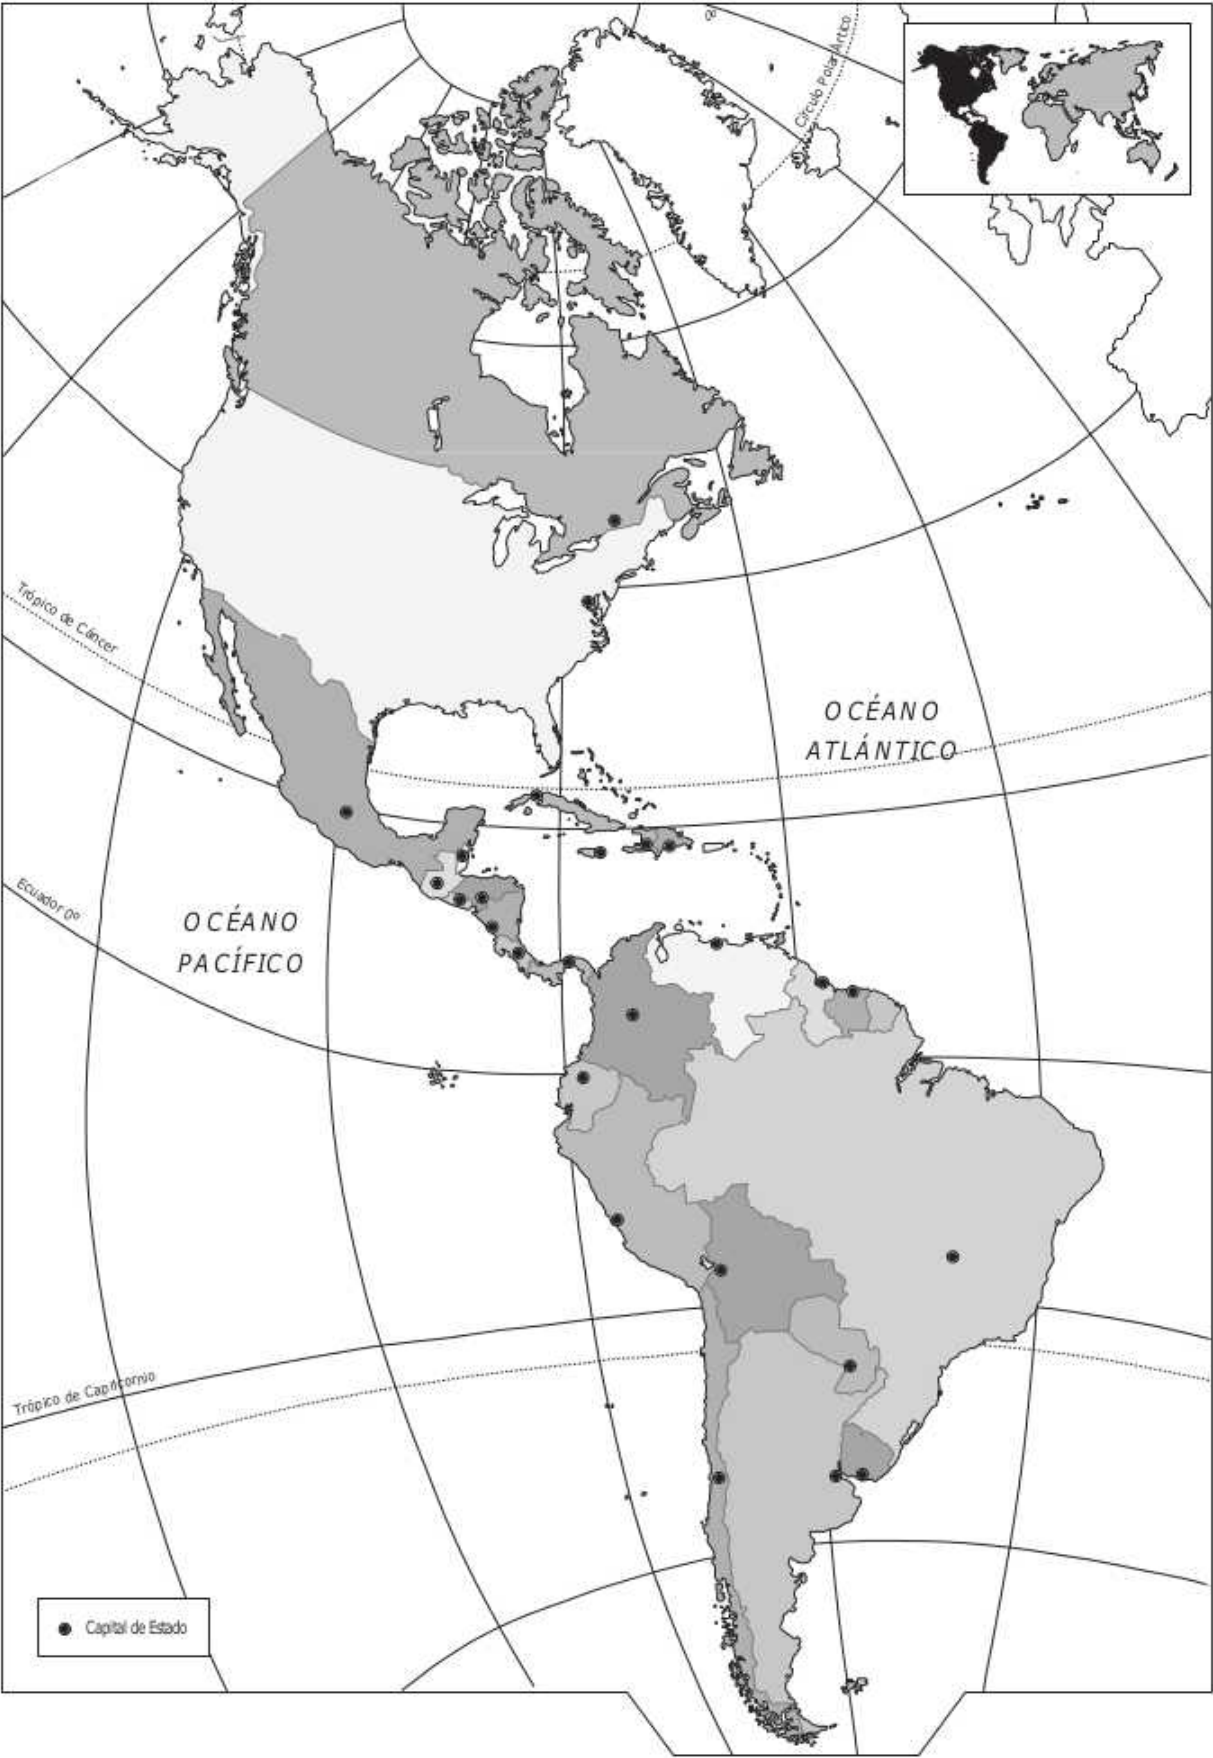 Círculo Polar Ártico
Trópico de Cáncer
OCÉANO
ATLÁNTICO
Ecuador 0º
OCÉANO
PACÍFICO
Trópico de Capricornio
Capital de Estado